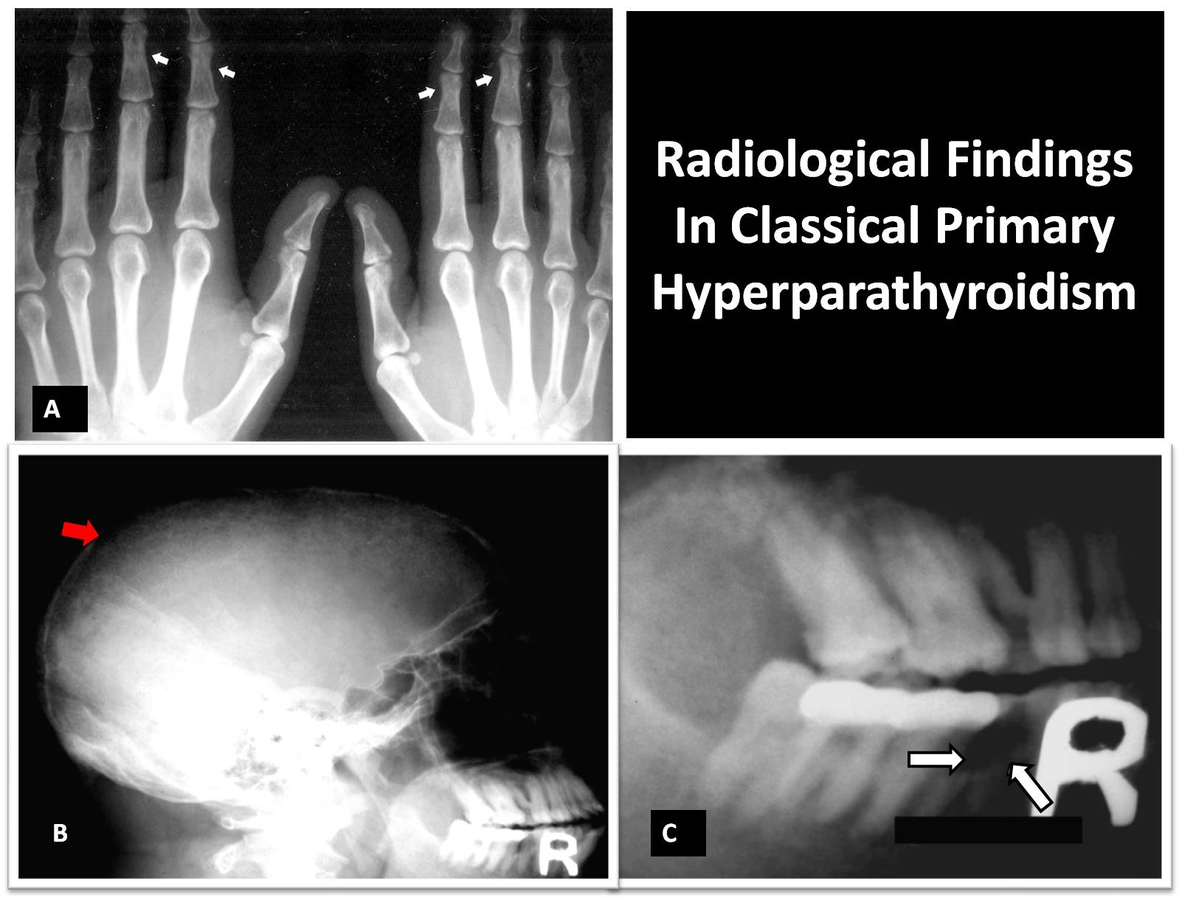 Radiological Findings
In Classical Primary
Hyperparathyroidism
A
B
R
C
R